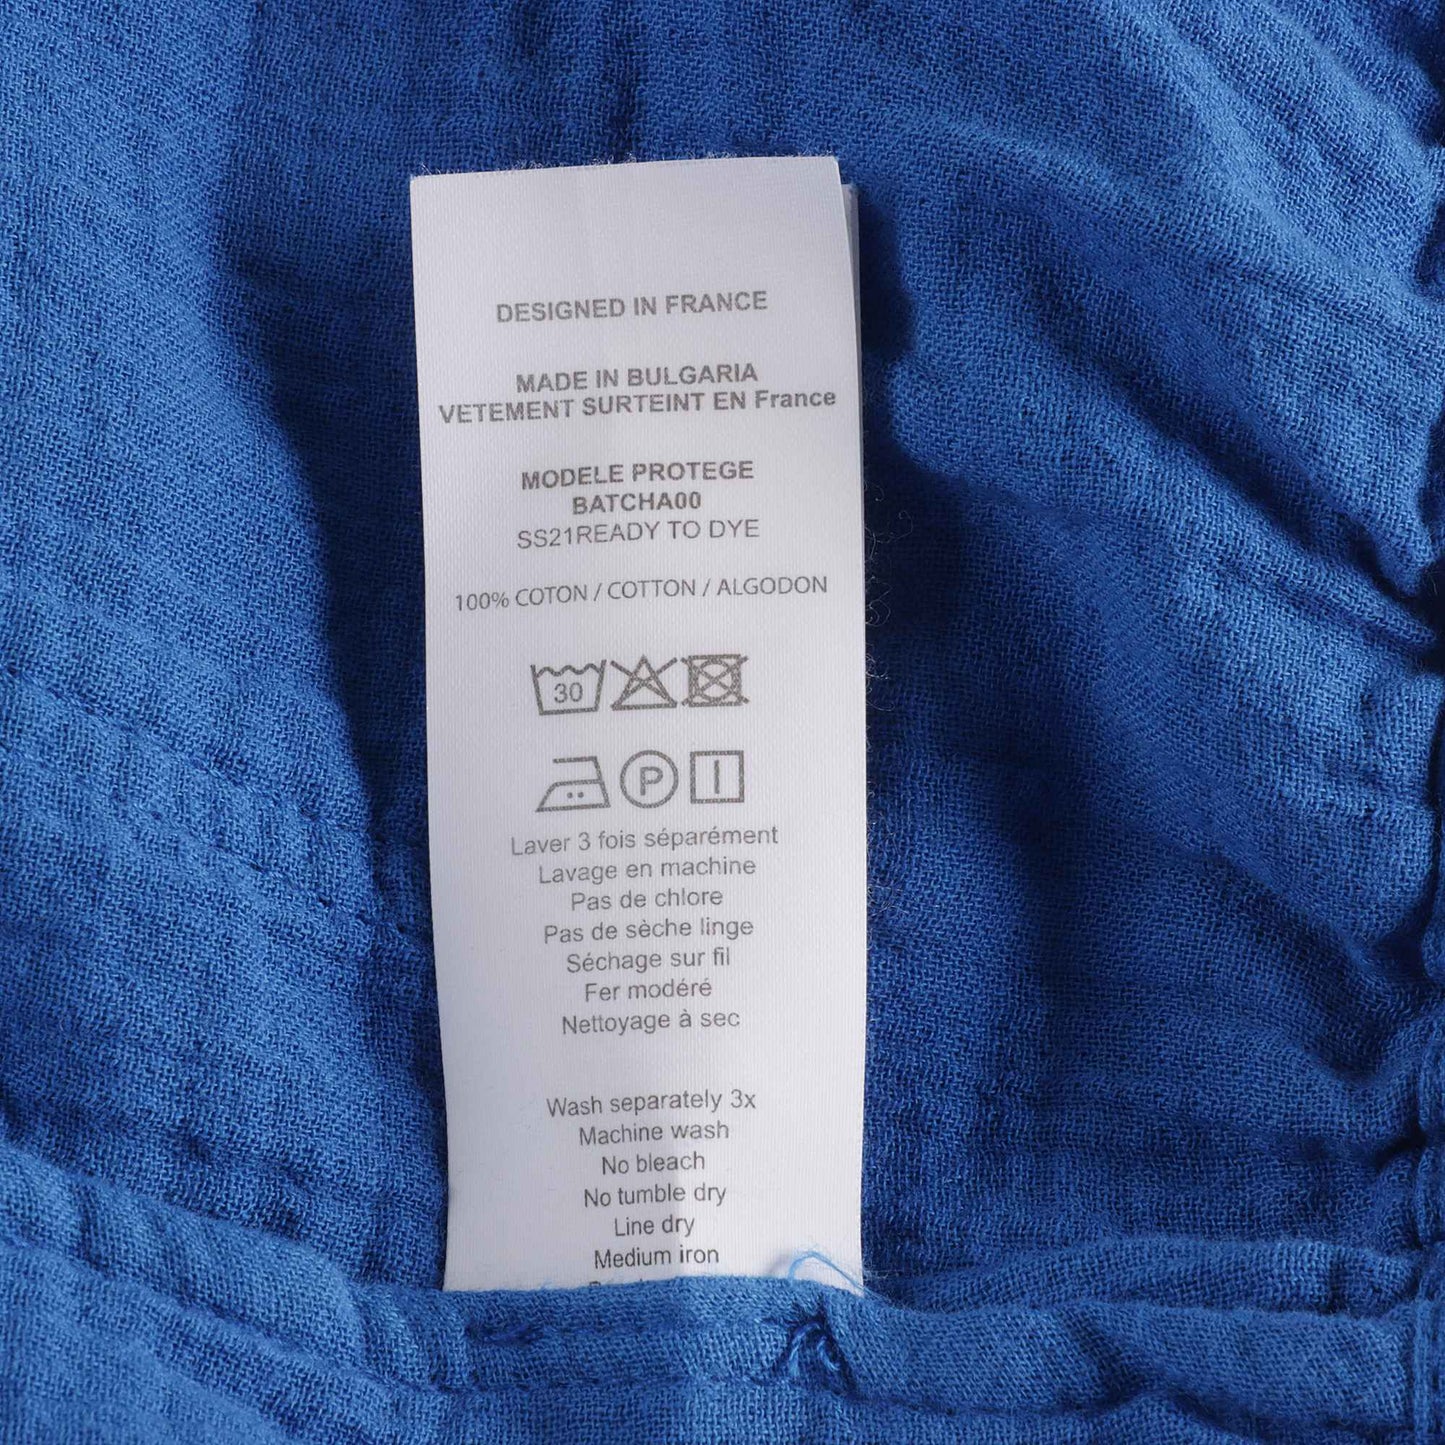 DESIGNED IN FRANCE
MADE IN BULGARIA
VETEMENT SURTEINT EN France
MODELE PROTEGE
BATCHA00
SS21READY TO DYE
100% COTON / COTTON / ALGODON
30
P
Laver 3 fois séparément
Lavage en machine
Pas de chlore
Pas de sèche linge
Séchage sur fil
Fer modéré
Nettoyage à sec
Wash separately 3x
Machine wash
No bleach
No tumble dry
Line dry
Medium iron